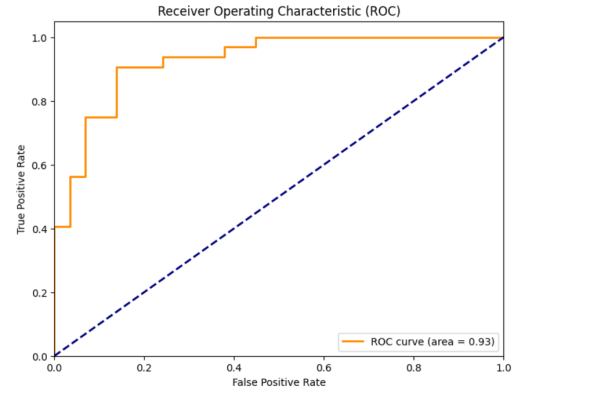 Receiver Operating Characteristic (ROC)
1.0
0.8
0.6
0.4
0.2
0.0
True Positive Rate
ROC curve (area = 0.93)
0.0 0.2 0.4 0.6 0.8 1.0
False Positive Rate